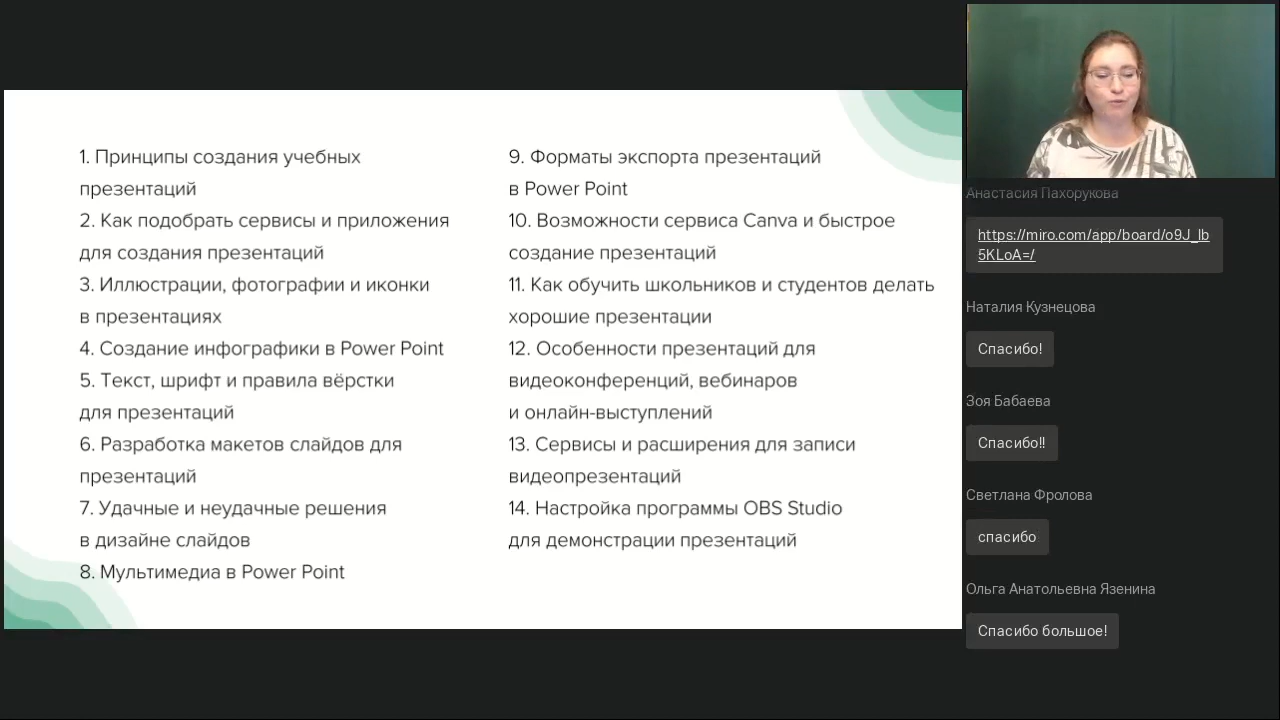 1. Принципы создания учебных
презентаций
2. Как подобрать сервисы и приложения
для создания презентаций
3. Иллюстрации, фотографии и иконки
в презентациях
4. Создание инфографики в Power Point
5. Текст, шрифт и правила вёрстки
для презентаций
6. Разработка макетов слайдов для
презентаций
7. Удачные и неудачные решения
в дизайне слайдов
8. Мультимедиа в Power Point
9. Форматы экспорта презентаций
в Power Point
10. Возможности сервиса Canva и быстрое
создание презентаций
11. Как обучить школьников и студентов делать
хорошие презентации
12. Особенности презентаций для
видеоконференций, вебинаров
и онлайн-выступлений
13. Сервисы и расширения для записи
видеопрезентаций
14. Настройка программы OBS Studio
для демонстрации презентаций
Анастасия Пахорукова
https://miro.com/app/board/o9J_lb
5KLoA=/
Наталия Кузнецова
Спасибо!
Зоя Бабаева
Спасибо!!
Светлана Фролова
спасибо
Ольга Анатольевна Язенина
Спасибо большое!